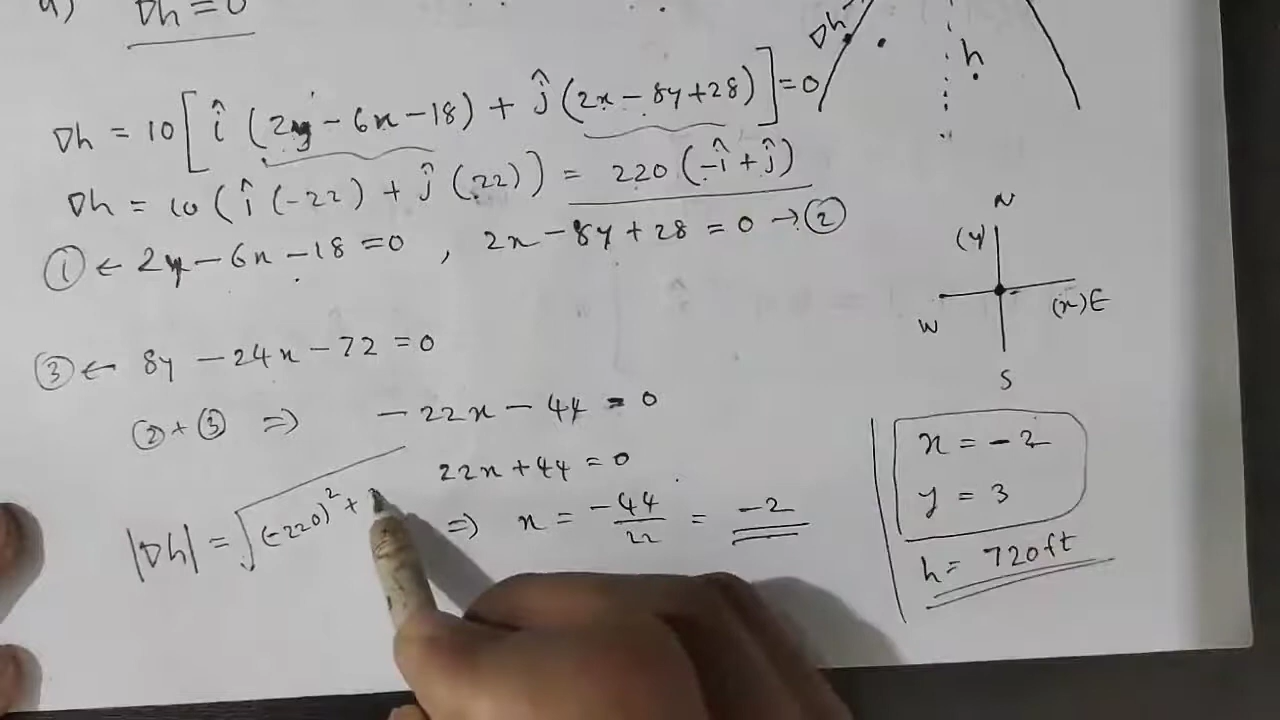 a) ∇h = 0
∇h
h
∇h = 10 [ î (2y - 6x - 18) + ĵ (2x - 8y + 28) ] = 0
∇h = 10 ( î (-22) + ĵ (22) ) = 220 (-î + ĵ)
① ← 2y - 6x - 18 = 0 , 2x - 8y + 28 = 0 → ②
N
(y)
W
(x) E
S
③ ← 8y - 24x - 72 = 0
② + ③ ⇒ - 22x - 44 = 0
22x + 44 = 0
⇒ x = -44/22 = -2
|∇h| = √(-220)² +
x = -2
y = 3
h = 720ft